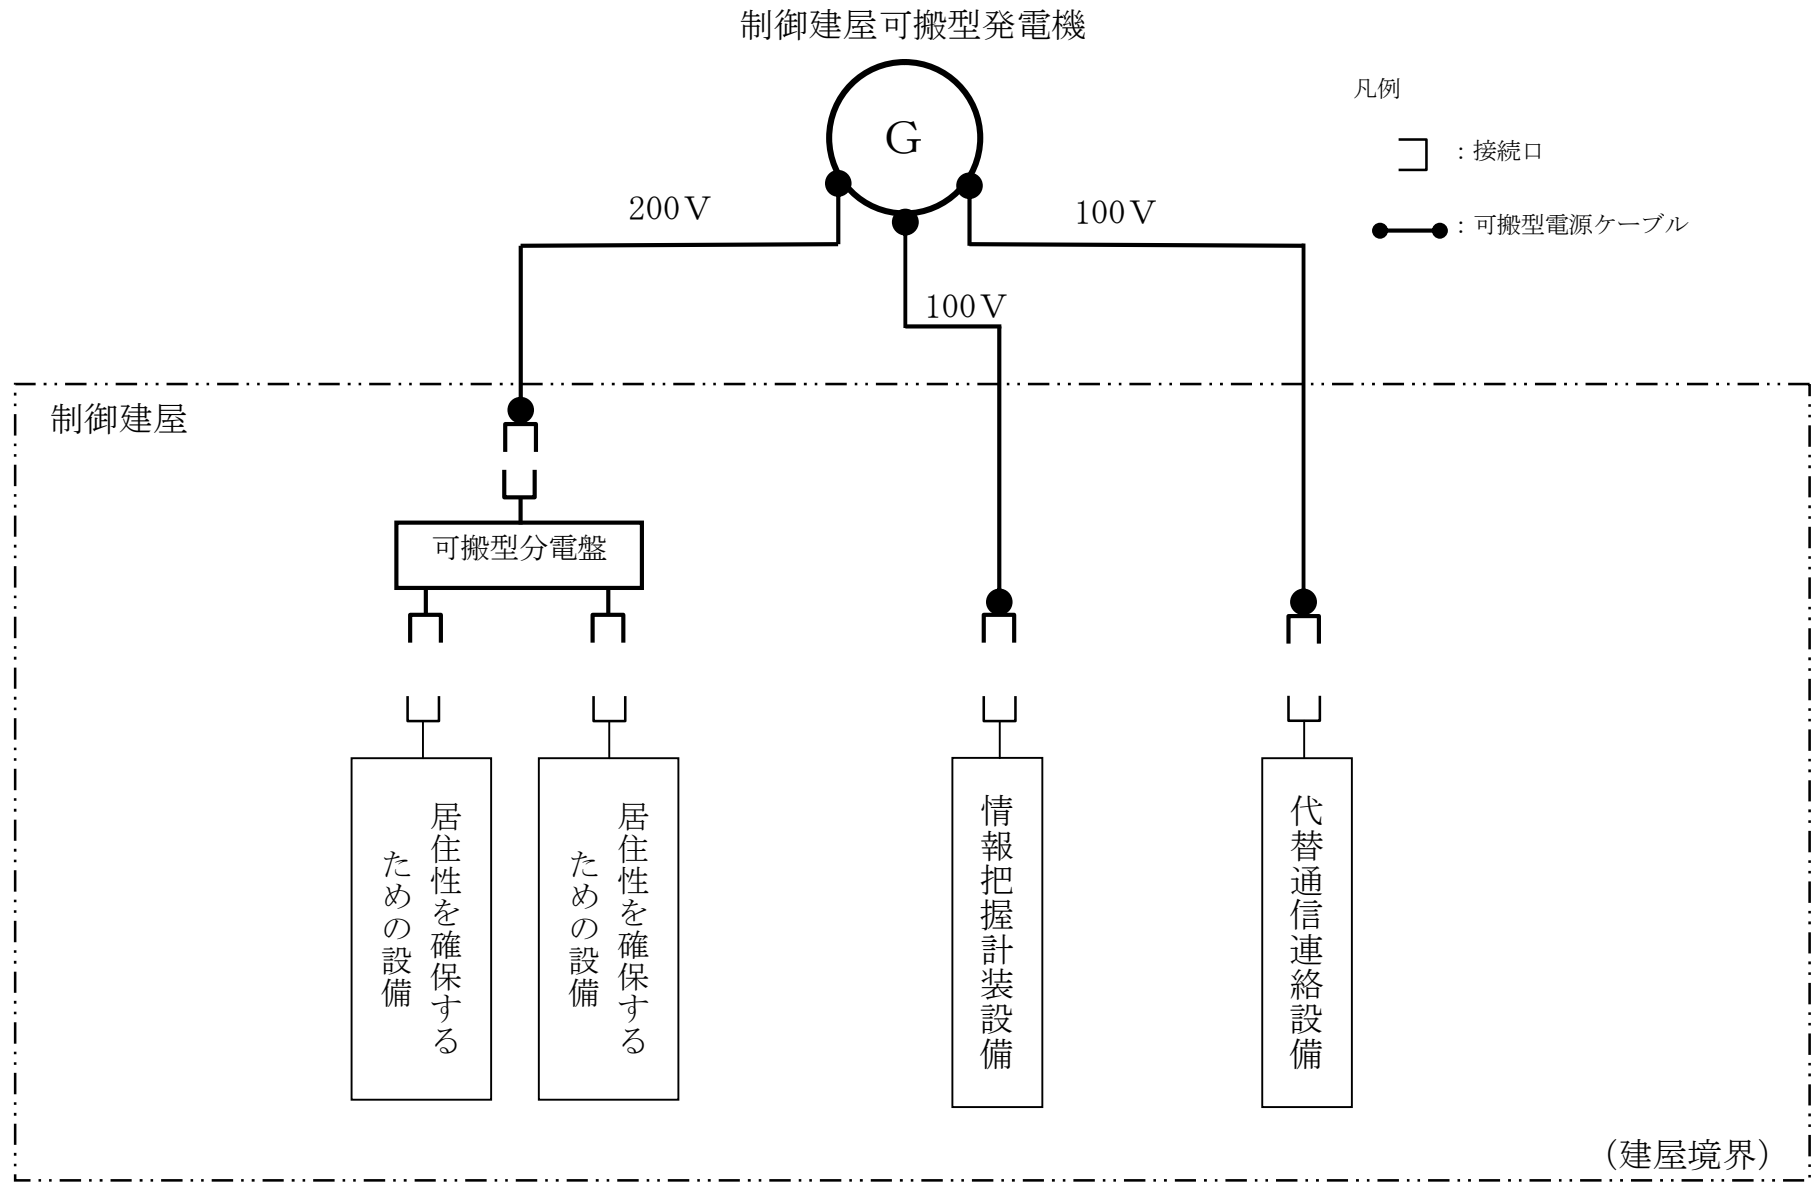 制御建屋可搬型発電機
凡例
G
：接続口
200V
100V
：可搬型電源ケーブル
100V
制御建屋
可搬型分電盤
居住性を確保する
ための設備
居住性を確保する
ための設備
情報把握計装設備
代替通信連絡設備
（建屋境界）